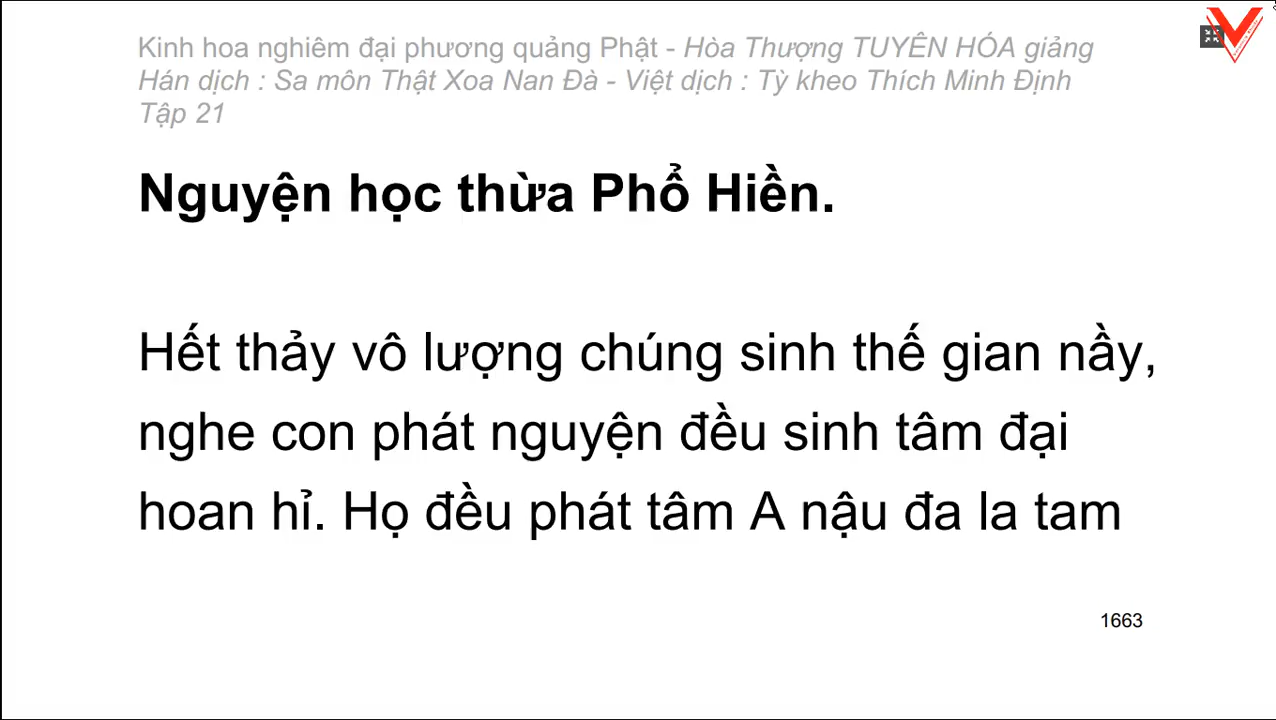 Kinh hoa nghiêm đại phương quảng Phật - Hòa Thượng TUYÊN HÓA giảng
Hán dịch : Sa môn Thật Xoa Nan Đà - Việt dịch : Tỳ kheo Thích Minh Định
Tập 21
Nguyện học thừa Phổ Hiền.
Hết thảy vô lượng chúng sinh thế gian nầy,
nghe con phát nguyện đều sinh tâm đại
hoan hỉ. Họ đều phát tâm A nậu đa la tam
1663